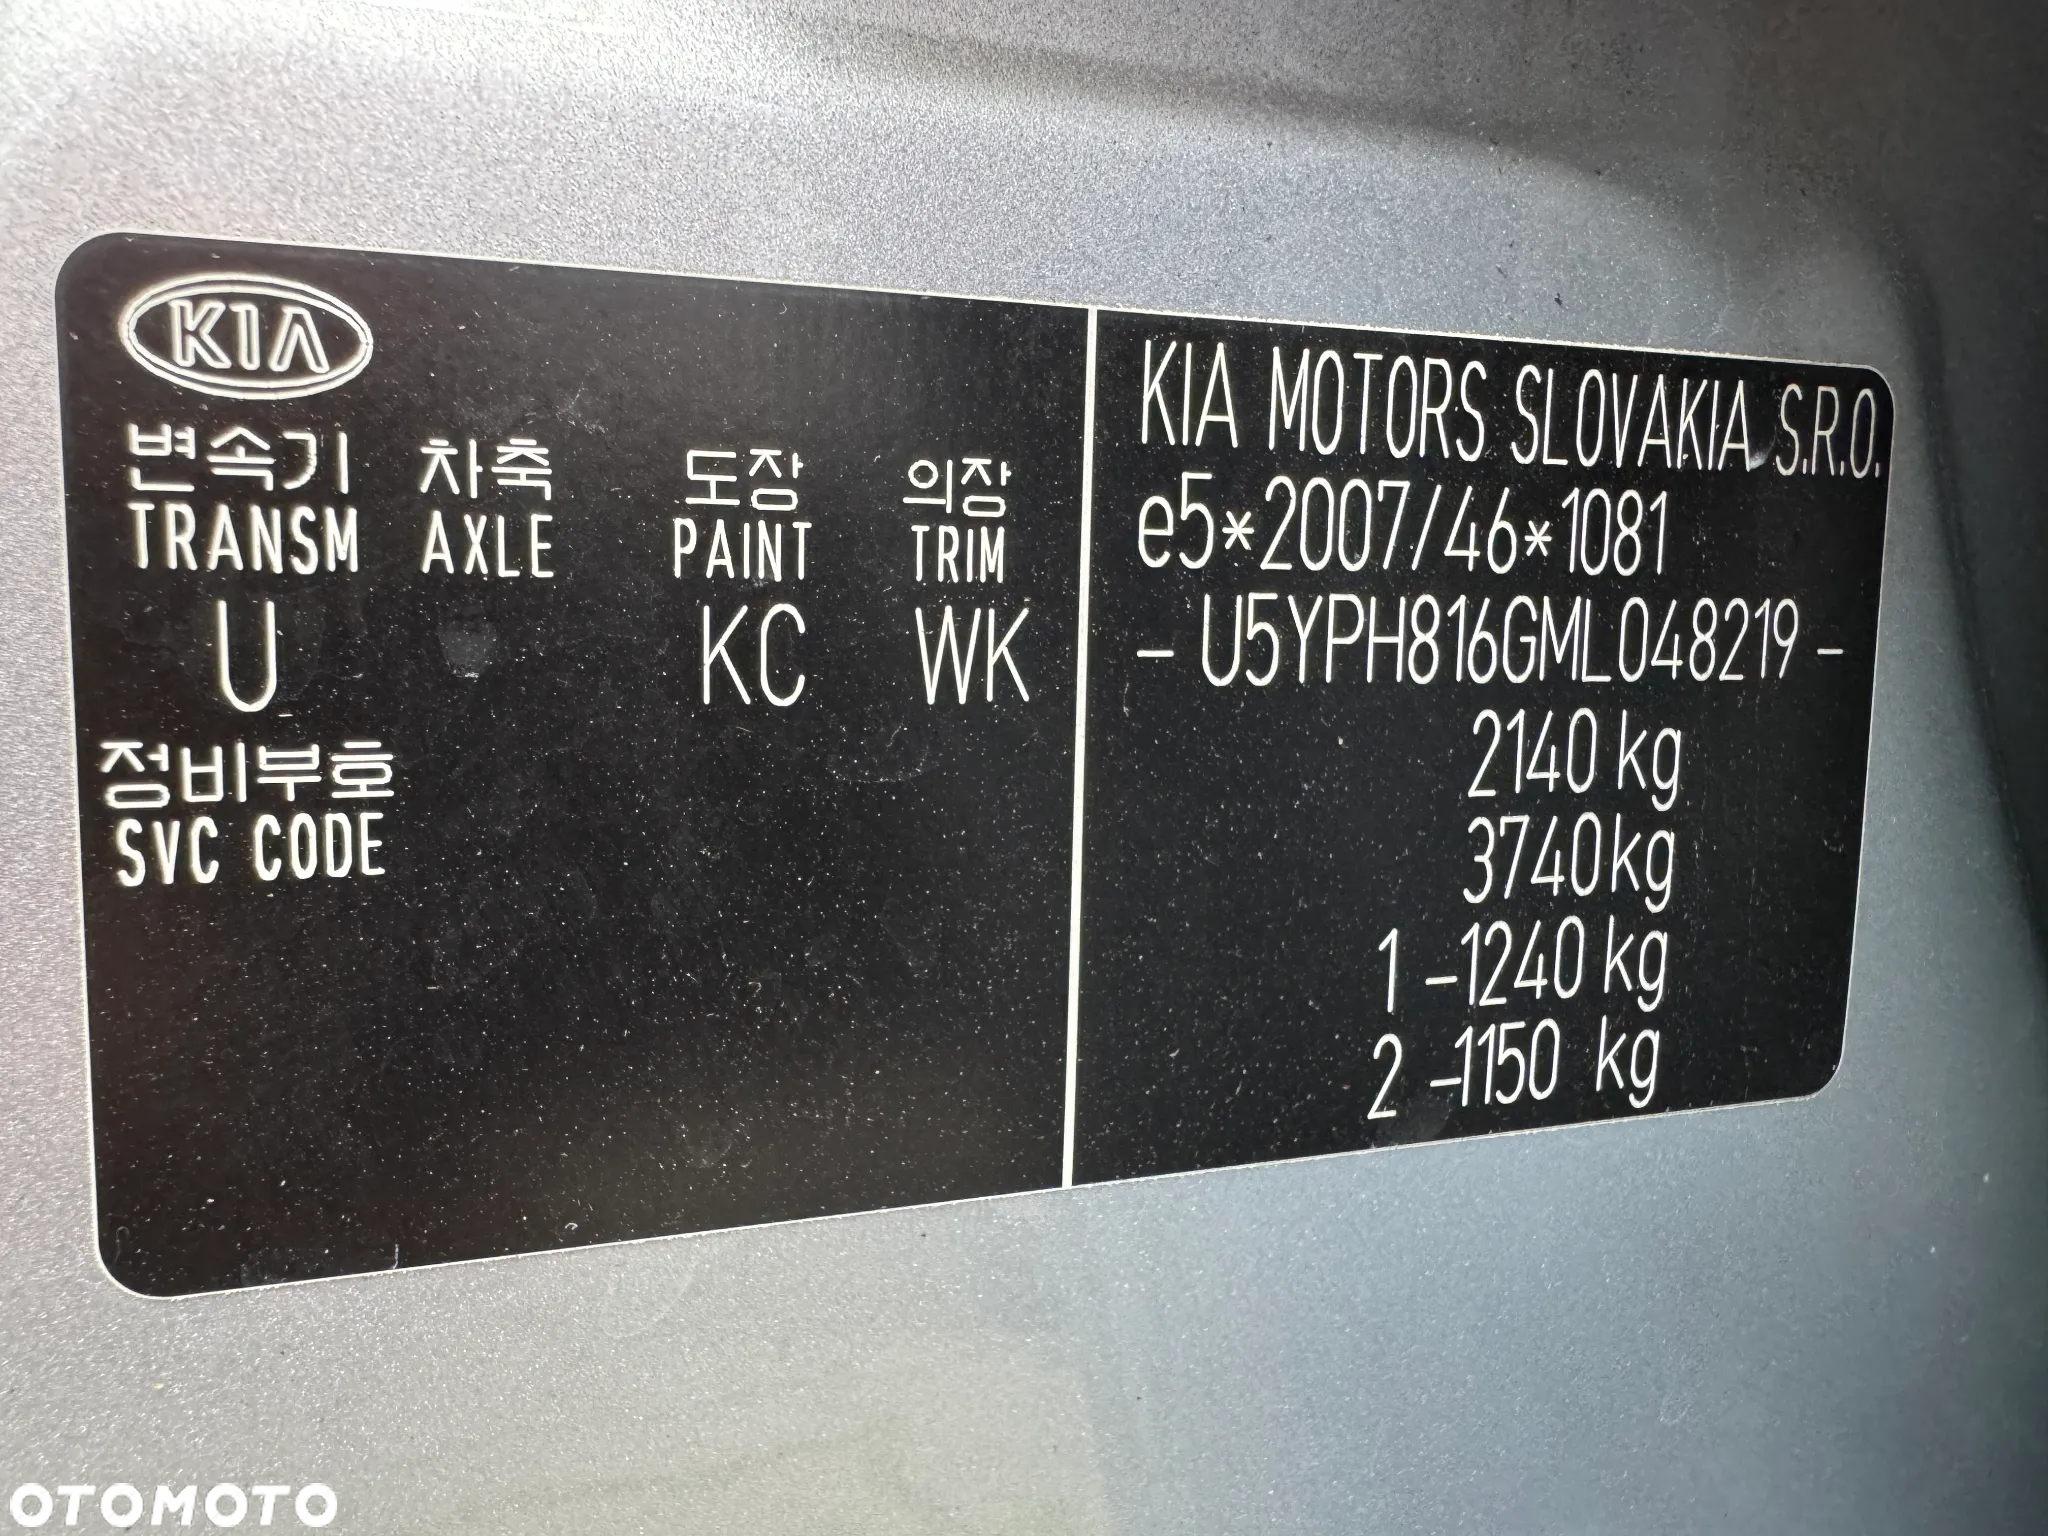 KIA
변속기 차축 도장 의장
TRANSM AXLE PAINT TRIM
U KC WK
정비부호
SVC CODE
KIA MOTORS SLOVAKIA S.R.O.
e5*2007/46*1081
- U5YPH816GML048219 -
2140 kg
3740 kg
1 -1240 kg
2 -1150 kg
OTOMOTO